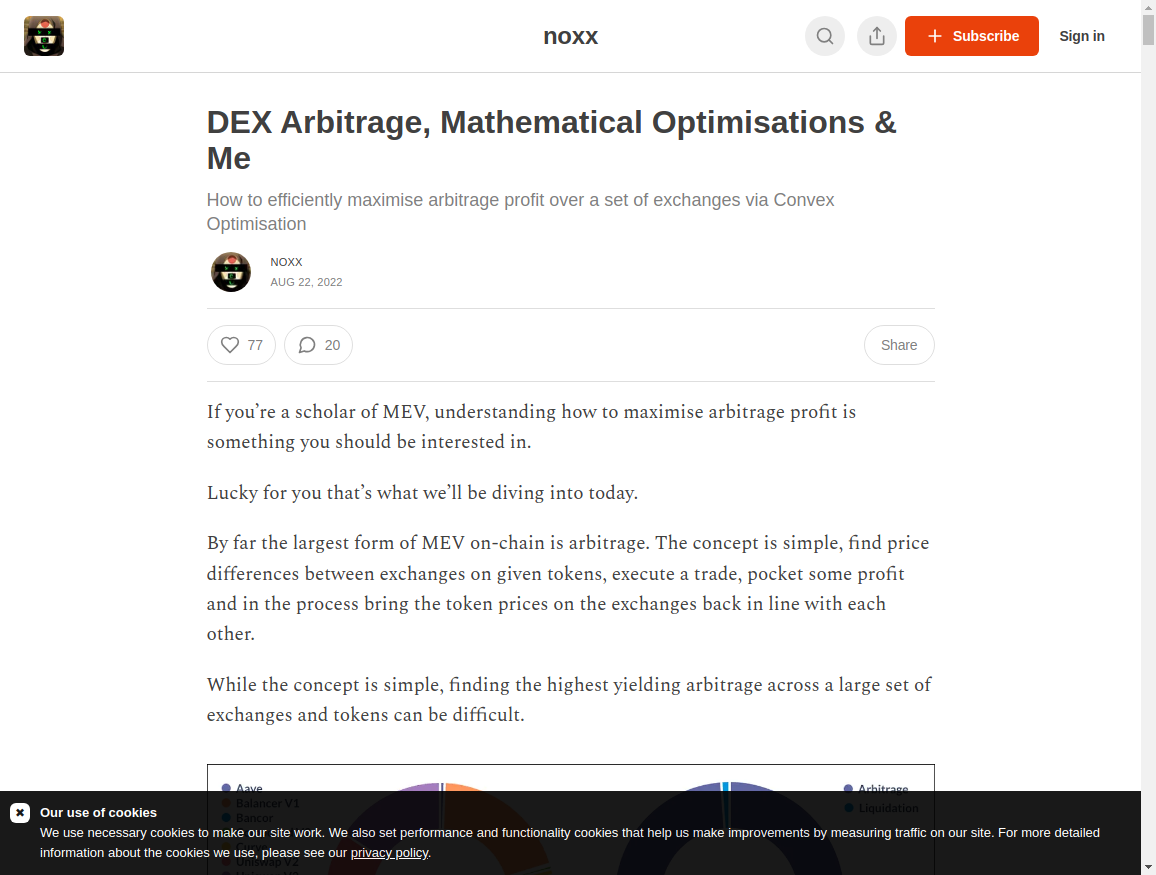 noxx
Subscribe
Sign in
DEX Arbitrage, Mathematical Optimisations &
Me
How to efficiently maximise arbitrage profit over a set of exchanges via Convex
Optimisation
NOXX
AUG 22, 2022
77
20
Share
If you’re a scholar of MEV, understanding how to maximise arbitrage profit is
something you should be interested in.
Lucky for you that’s what we’ll be diving into today.
By far the largest form of MEV on-chain is arbitrage. The concept is simple, find price
differences between exchanges on given tokens, execute a trade, pocket some profit
and in the process bring the token prices on the exchanges back in line with each
other.
While the concept is simple, finding the highest yielding arbitrage across a large set of
exchanges and tokens can be difficult.
Aave
Balancer V1
Bancor
Arbitrage
Liquidation
Our use of cookies
We use necessary cookies to make our site work. We also set performance and functionality cookies that help us make improvements by measuring traffic on our site. For more detailed
information about the cookies we use, please see our privacy policy.